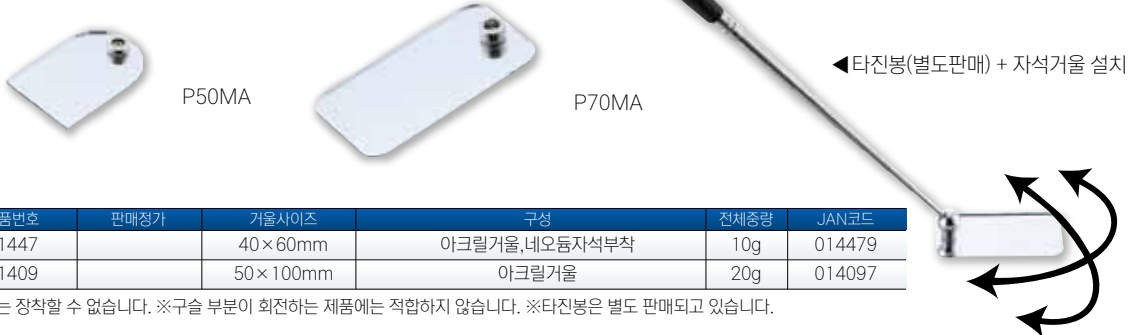 ◀타진봉(별도판매) + 자석거울 설치
P50MA
P70MA
품번호 판매정가 거울사이즈 구성 전체중량 JAN코드
1447 40×60mm 아크릴거울,네오듐자석부착 10g 014479
1409 50×100mm 아크릴거울 20g 014097
는 장착할 수 없습니다. ※구슬 부분이 회전하는 제품에는 적합하지 않습니다. ※타진봉은 별도 판매되고 있습니다.